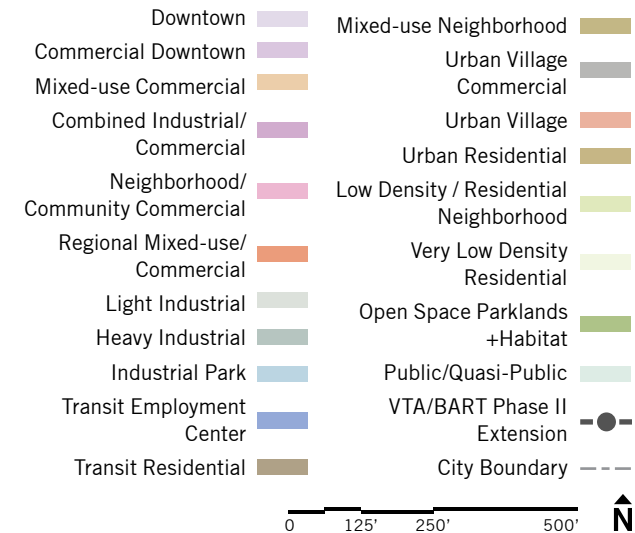 Downtown
Commercial Downtown
Mixed-use Commercial
Combined Industrial/
Commercial
Neighborhood/
Community Commercial
Regional Mixed-use/
Commercial
Light Industrial
Heavy Industrial
Industrial Park
Transit Employment
Center
Transit Residential
Mixed-use Neighborhood
Urban Village
Commercial
Urban Village
Urban Residential
Low Density / Residential
Neighborhood
Very Low Density
Residential
Open Space Parklands
+Habitat
Public/Quasi-Public
VTA/BART Phase II
Extension
City Boundary
0 125' 250' 500'
N